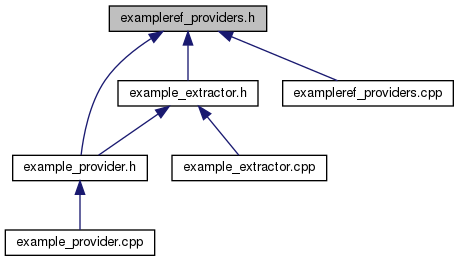 exampleref_providers.h
example_extractor.h
exampleref_providers.cpp
example_provider.h
example_extractor.cpp
example_provider.cpp